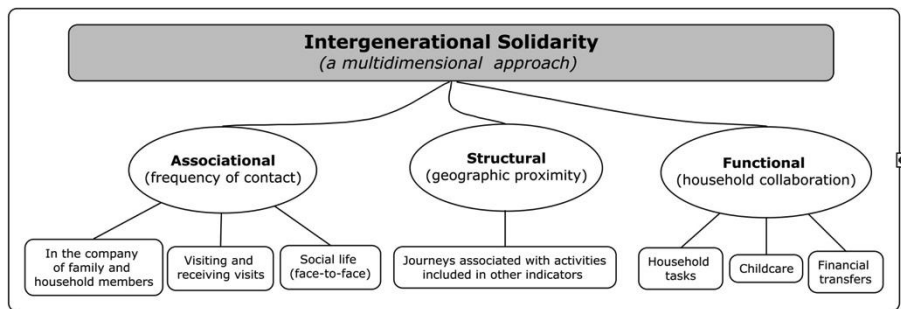 Intergenerational Solidarity
(a multidimensional approach)
Associational
(frequency of contact)
Structural
(geographic proximity)
Functional
(household collaboration)
In the company
of family and
household members
Visiting and
receiving visits
Social life
(face-to-face)
Journeys associated with activities
included in other indicators
Household
tasks
Childcare
Financial
transfers